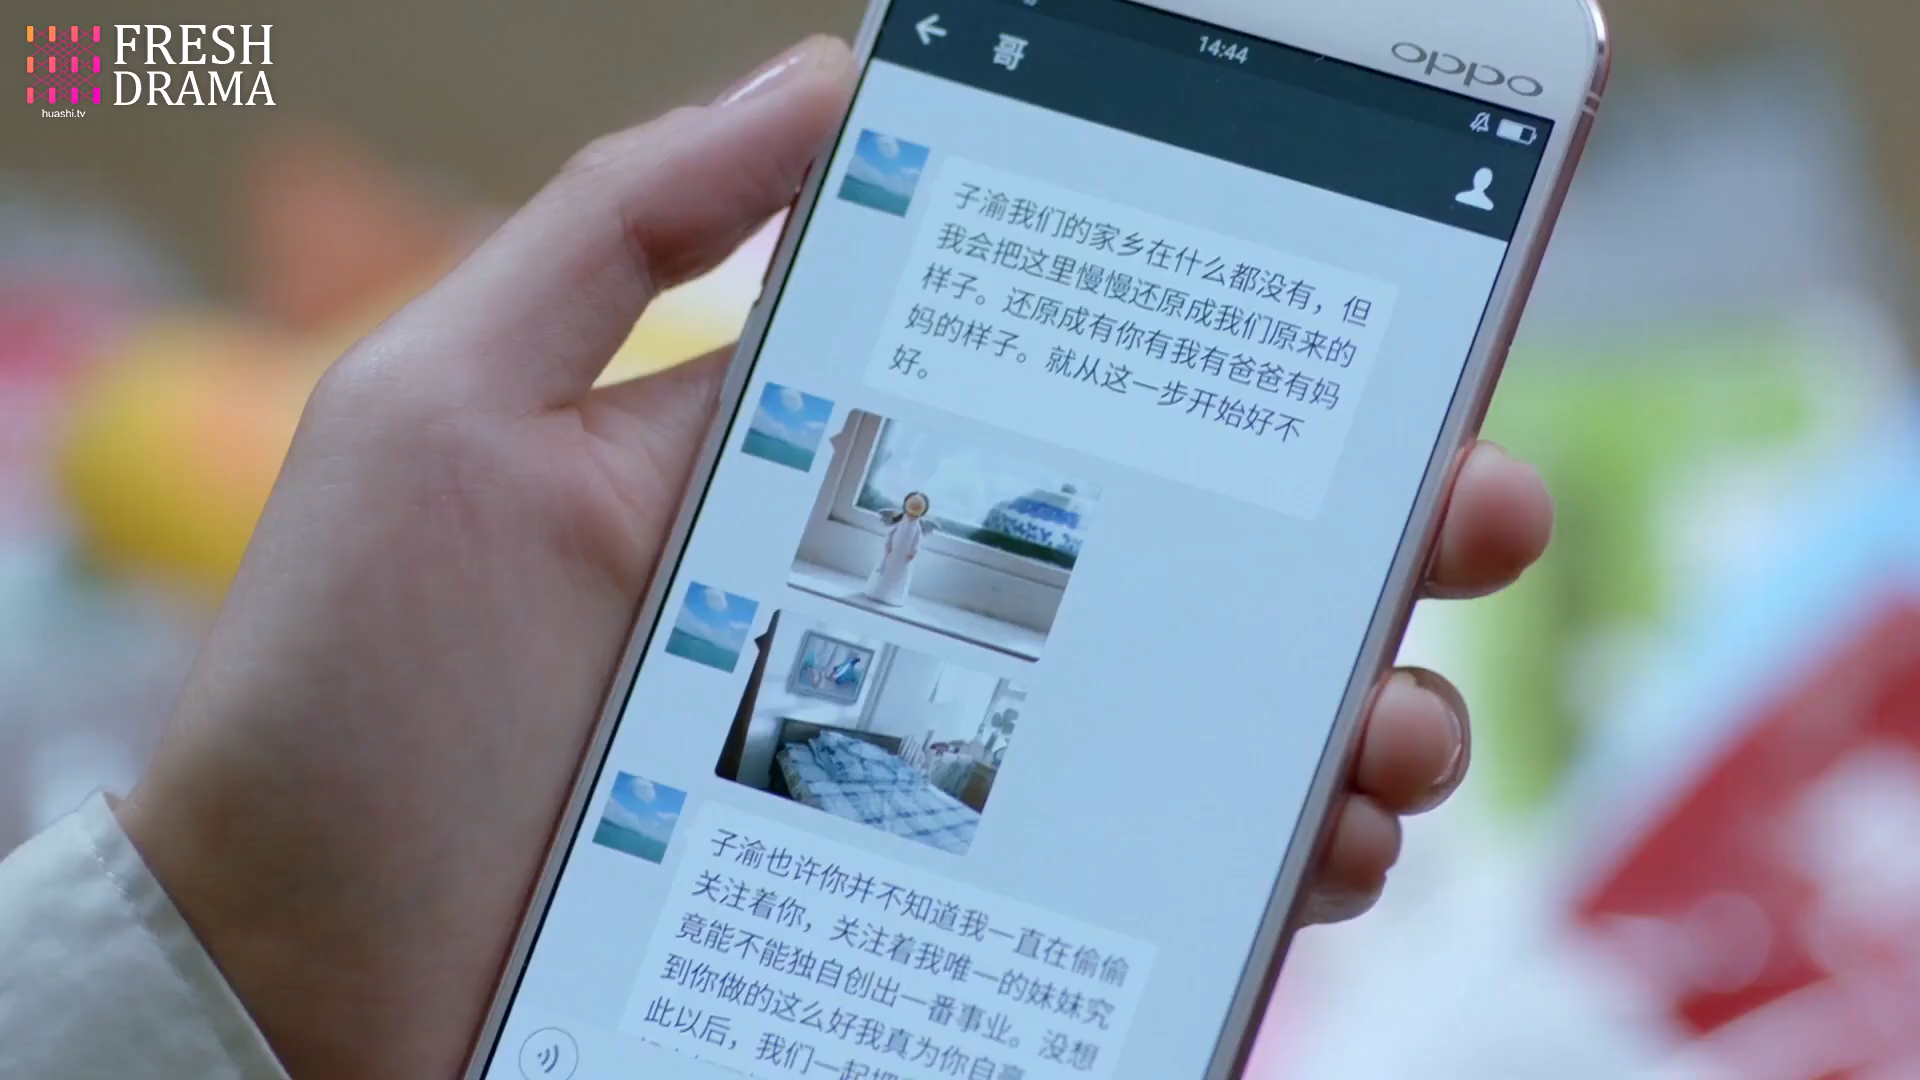 FRESH
DRAMA
huashi.tv
oppo
14:44
哥
子渝我们的家乡在什么都没有，但
我会把这里慢慢还原成我们原来的
样子。还原成有你有我有爸爸有妈
妈的样子。就从这一步开始好不
好。
子渝也许你并不知道我一直在偷偷
关注着你，关注着我唯一的妹妹究
竟能不能独自创出一番事业。没想
到你做的这么好我真为你自豪
此以后，我们一起把